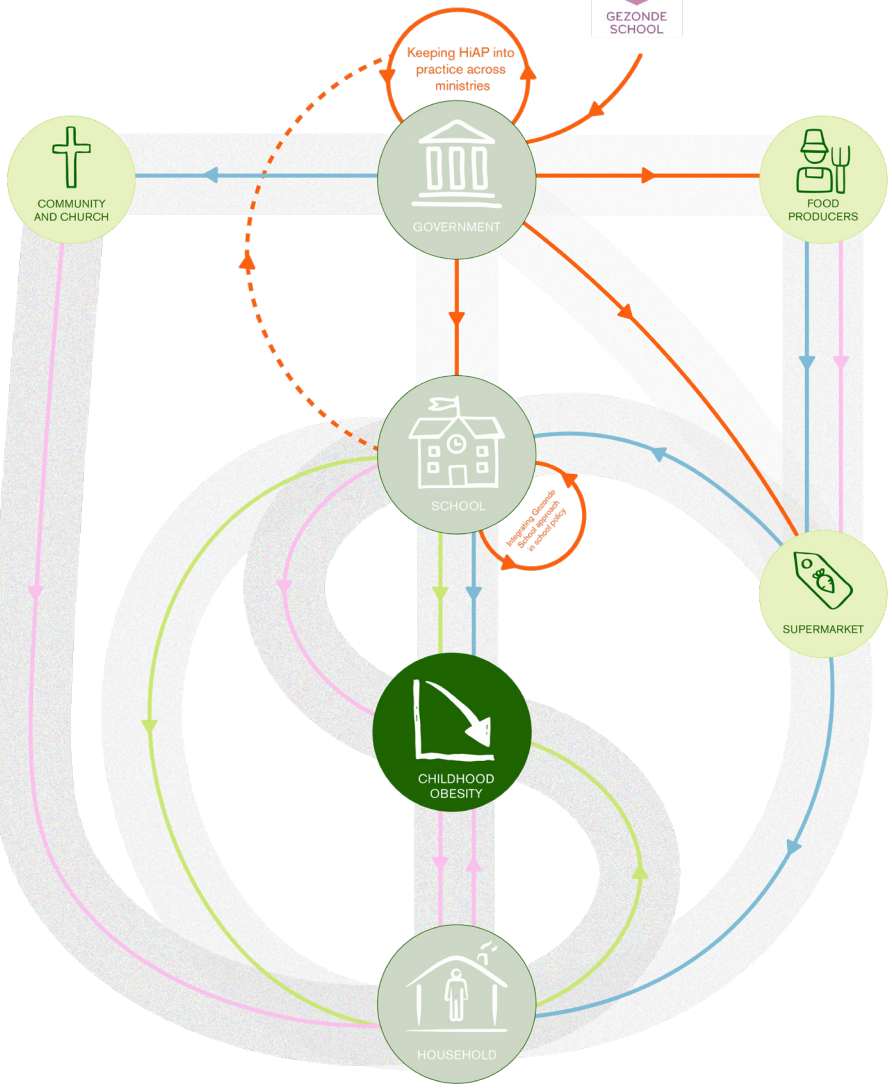 GEZONDE
SCHOOL
Keeping HiAP into
practice across
ministries
COMMUNITY
AND CHURCH
GOVERNMENT
FOOD
PRODUCERS
SCHOOL
Integrating Gezonde
School approach
in school policy
SUPERMARKET
CHILDHOOD
OBESITY
HOUSEHOLD